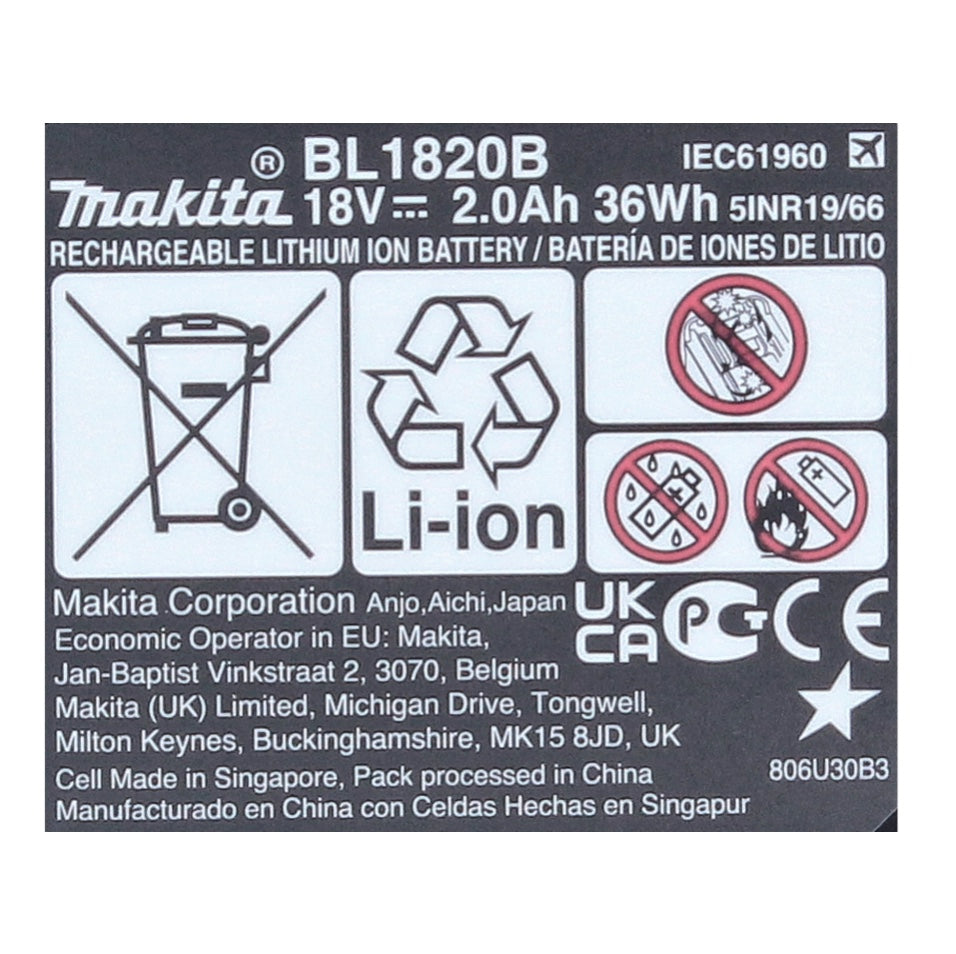 ® BL1820B IEC61960
makita 18V 2.0Ah 36Wh 5INR19/66
RECHARGEABLE LITHIUM ION BATTERY / BATERÍA DE IONES DE LITIO
Li-ion
Makita Corporation Anjo,Aichi,Japan
Economic Operator in EU: Makita,
Jan-Baptist Vinkstraat 2, 3070, Belgium
Makita (UK) Limited, Michigan Drive, Tongwell,
Milton Keynes, Buckinghamshire, MK15 8JD, UK
Cell Made in Singapore, Pack processed in China
Manufacturado en China con Celdas Hechas en Singapur
UK
CA
PCT
CE
806U30B3